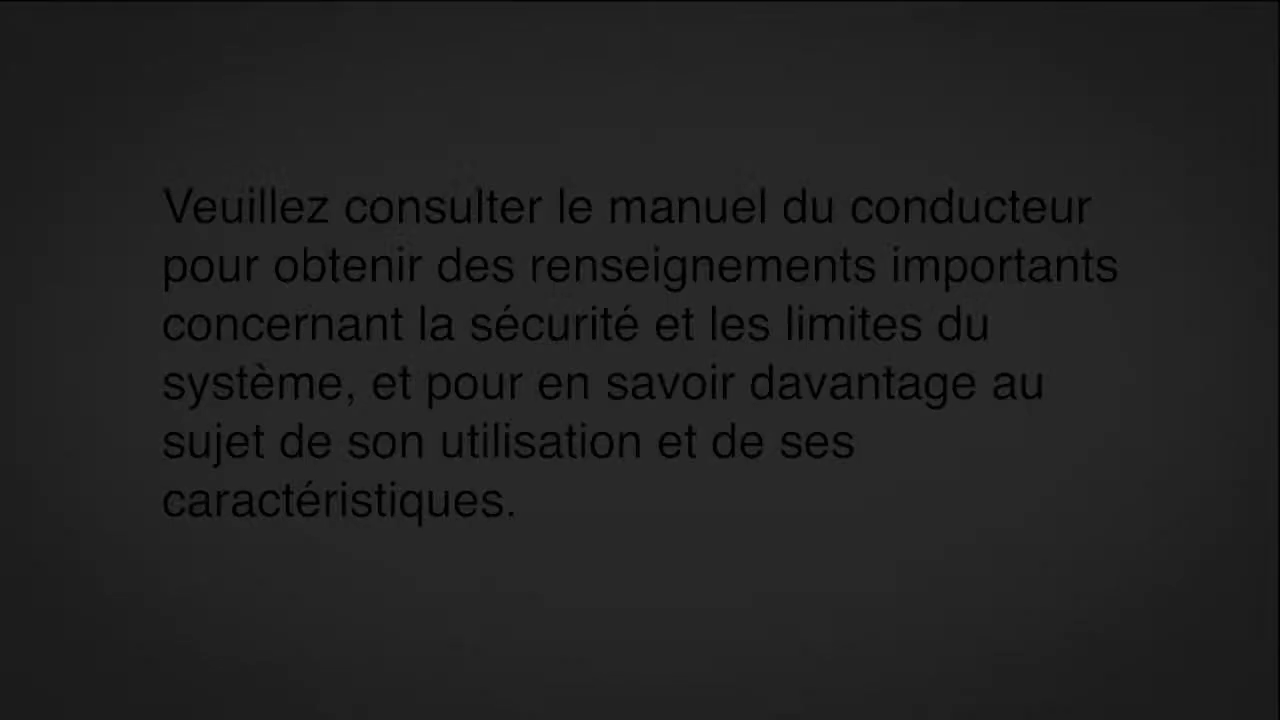 Veuillez consulter le manuel du conducteur
pour obtenir des renseignements importants
concernant la sécurité et les limites du
système, et pour en savoir davantage au
sujet de son utilisation et de ses
caractéristiques.